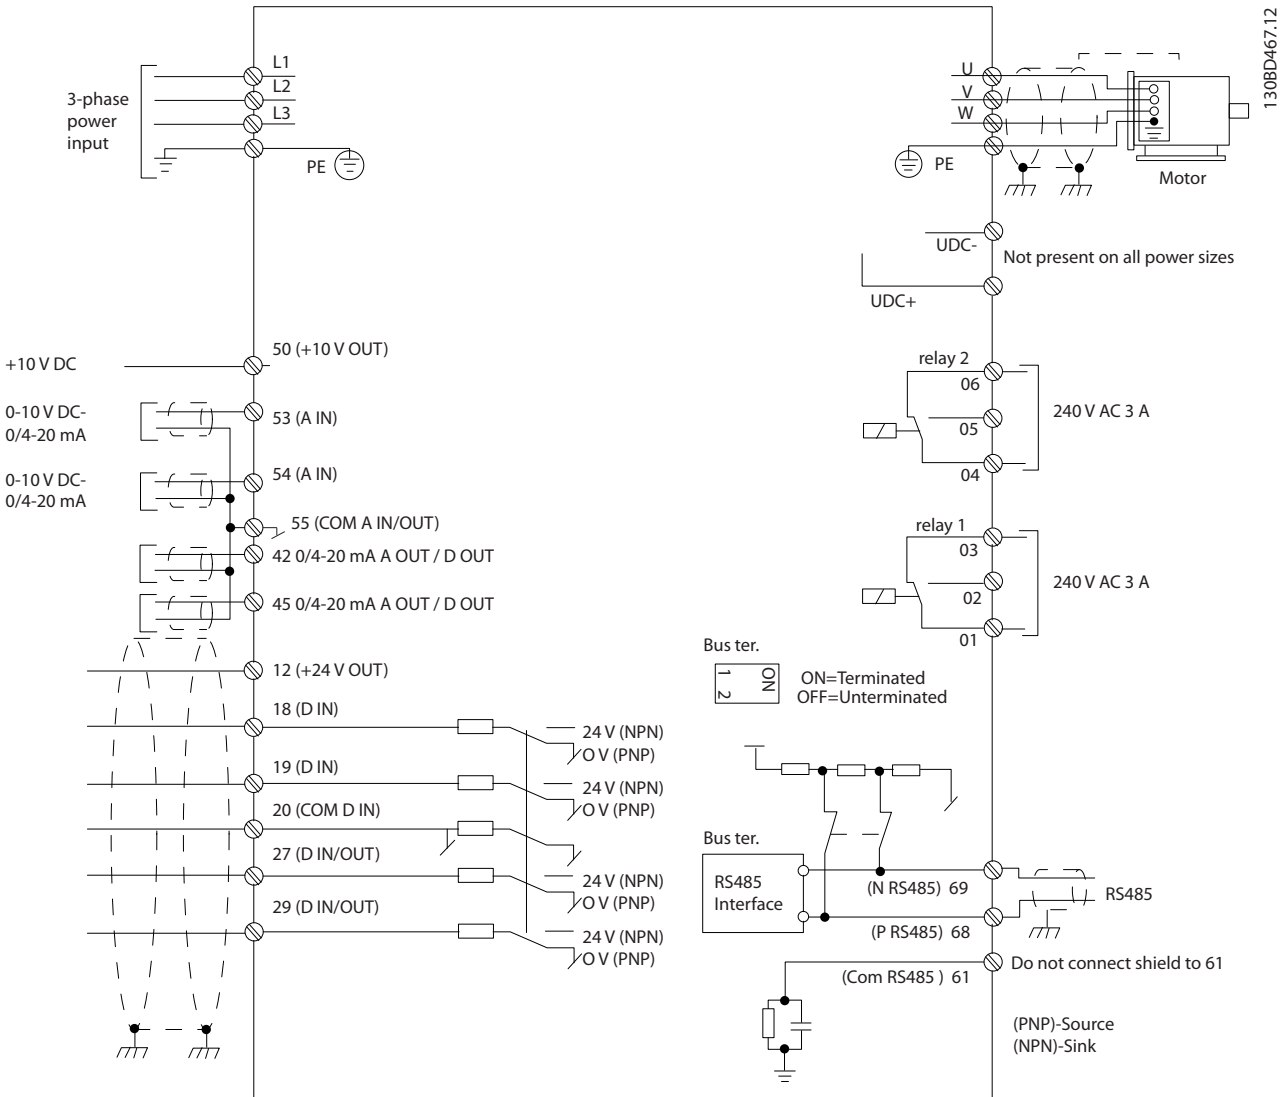 130BD467.12
3-phase
power
input
L1
L2
L3
PE
U
V
W
PE
Motor
UDC-
Not present on all power sizes
UDC+
+10 V DC
50 (+10 V OUT)
0-10 V DC-
0/4-20 mA
53 (A IN)
0-10 V DC-
0/4-20 mA
54 (A IN)
55 (COM A IN/OUT)
42 0/4-20 mA A OUT / D OUT
45 0/4-20 mA A OUT / D OUT
12 (+24 V OUT)
18 (D IN)
24 V (NPN)
O V (PNP)
19 (D IN)
24 V (NPN)
O V (PNP)
20 (COM D IN)
27 (D IN/OUT)
24 V (NPN)
O V (PNP)
29 (D IN/OUT)
24 V (NPN)
O V (PNP)
relay 2
06
05
04
240 V AC 3 A
relay 1
03
02
01
240 V AC 3 A
Bus ter.
1
2
ON
ON=Terminated
OFF=Unterminated
Bus ter.
RS485
Interface
(N RS485) 69
(P RS485) 68
RS485
(Com RS485 ) 61
Do not connect shield to 61
(PNP)-Source
(NPN)-Sink